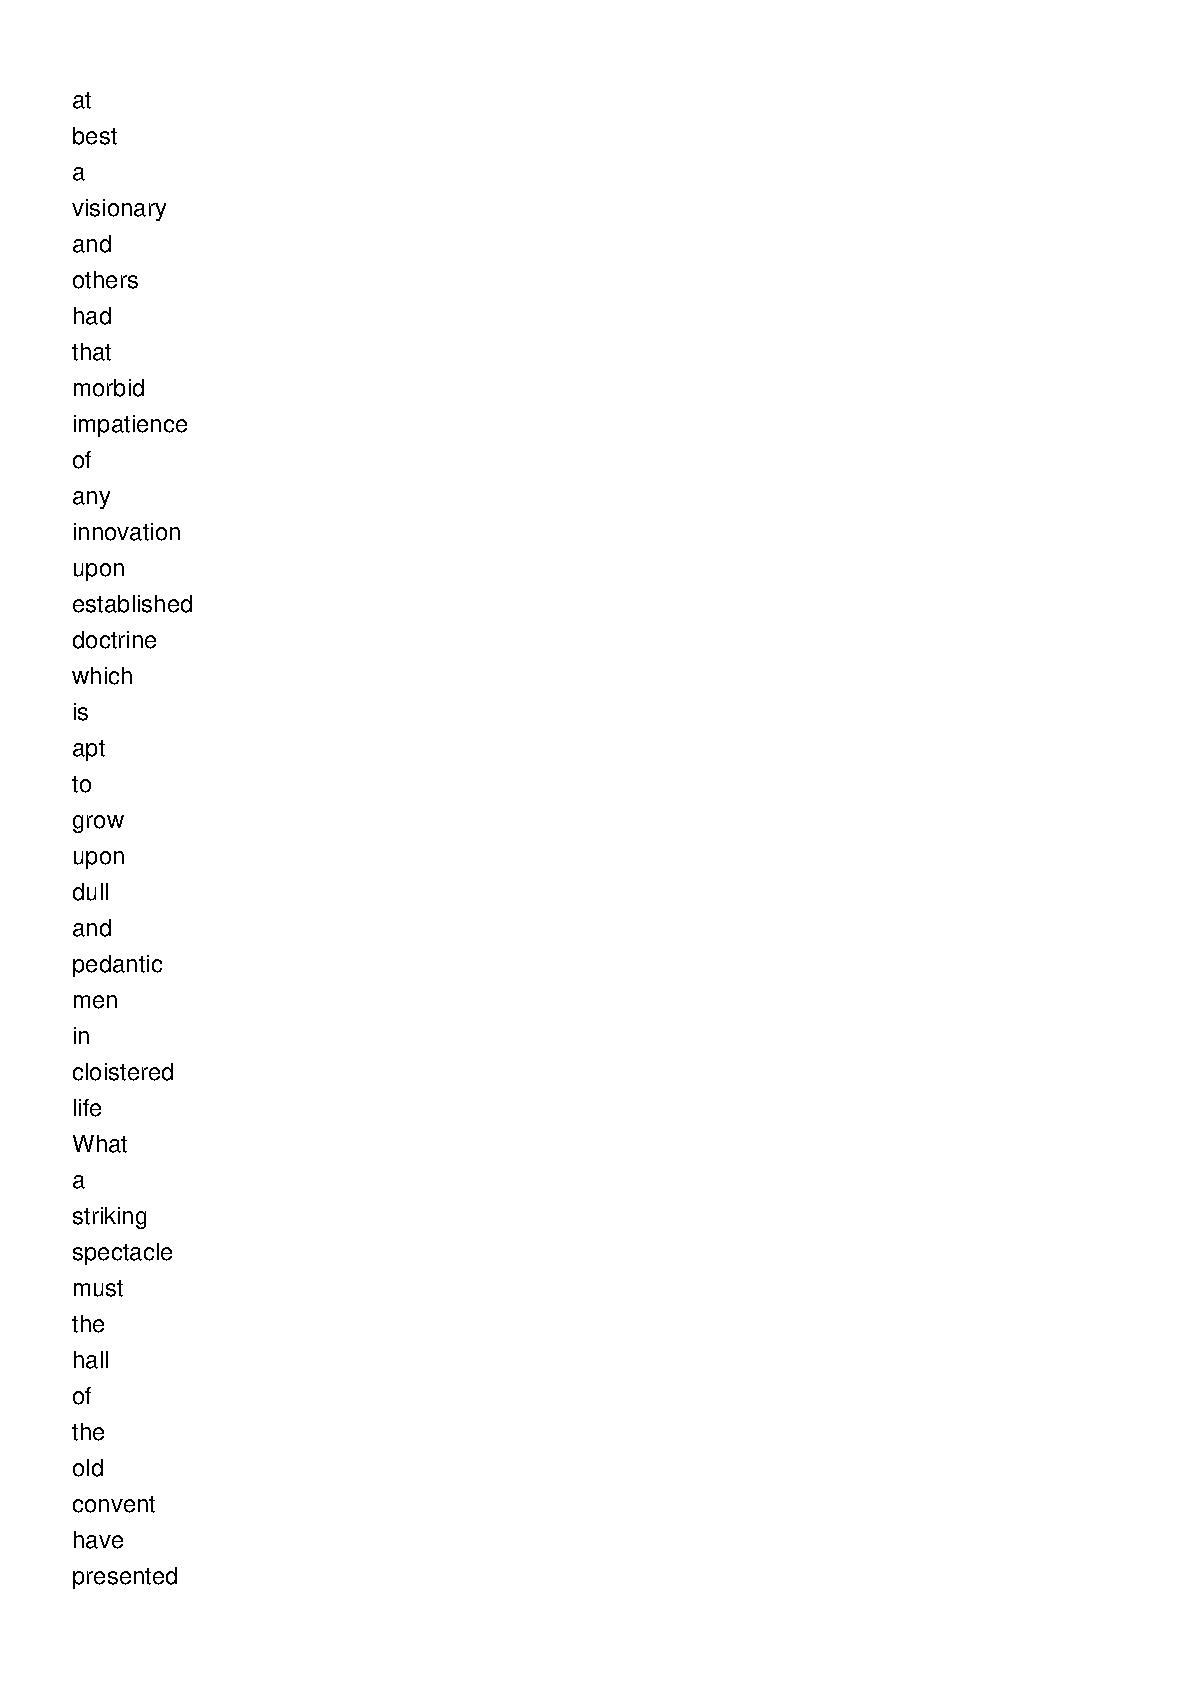 at
best
a
visionary
and
others
had
that
morbid
impatience
of
any
innovation
upon
established
doctrine
which
is
apt
to
grow
upon
dull
and
pedantic
men
in
cloistered
life
What
a
striking
spectacle
must
the
hall
of
the
old
convent
have
presented